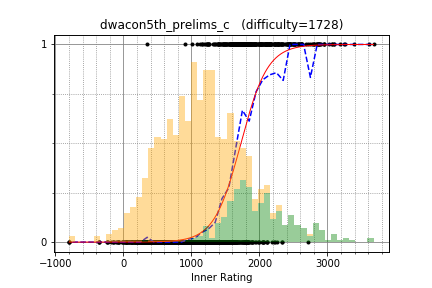 dwacon5th_prelims_c (difficulty=1728)
1
0
−1000 0 1000 2000 3000
Inner Rating